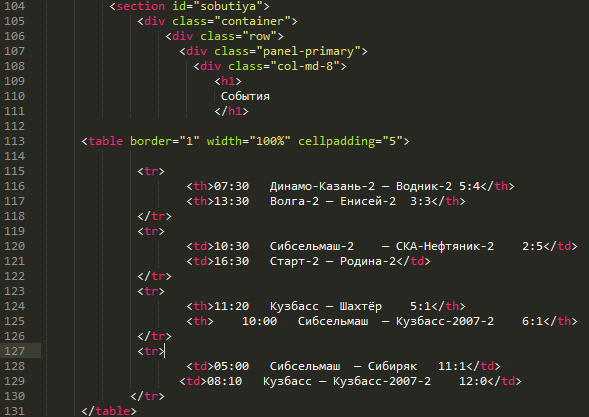 104 <section id="sobutiya">
105 <div class="container">
106 <div class="row">
107 <div class="panel-primary">
108 <div class="col-md-8">
109 <h1>
110 События
111 </h1>
112
113 <table border="1" width="100%" cellpadding="5">
114
115 <tr>
116 <th>07:30 Динамо-Казань-2 – Водник-2 5:4</th>
117 <th>13:30 Волга-2 – Енисей-2 3:3</th>
118 </tr>
119 <tr>
120 <td>10:30 Сибсельмаш-2 – СКА-Нефтяник-2 2:5</td>
121 <td>16:30 Старт-2 – Родина-2</td>
122 </tr>
123 <tr>
124 <th>11:20 Кузбасс – Шахтёр 5:1</th>
125 <th> 10:00 Сибсельмаш – Кузбасс-2007-2 6:1</th>
126 </tr>
127 <tr>
128 <td>05:00 Сибсельмаш – Сибиряк 11:1</td>
129 <td>08:10 Кузбасс – Кузбасс-2007-2 12:0</td>
130 </tr>
131 </table>